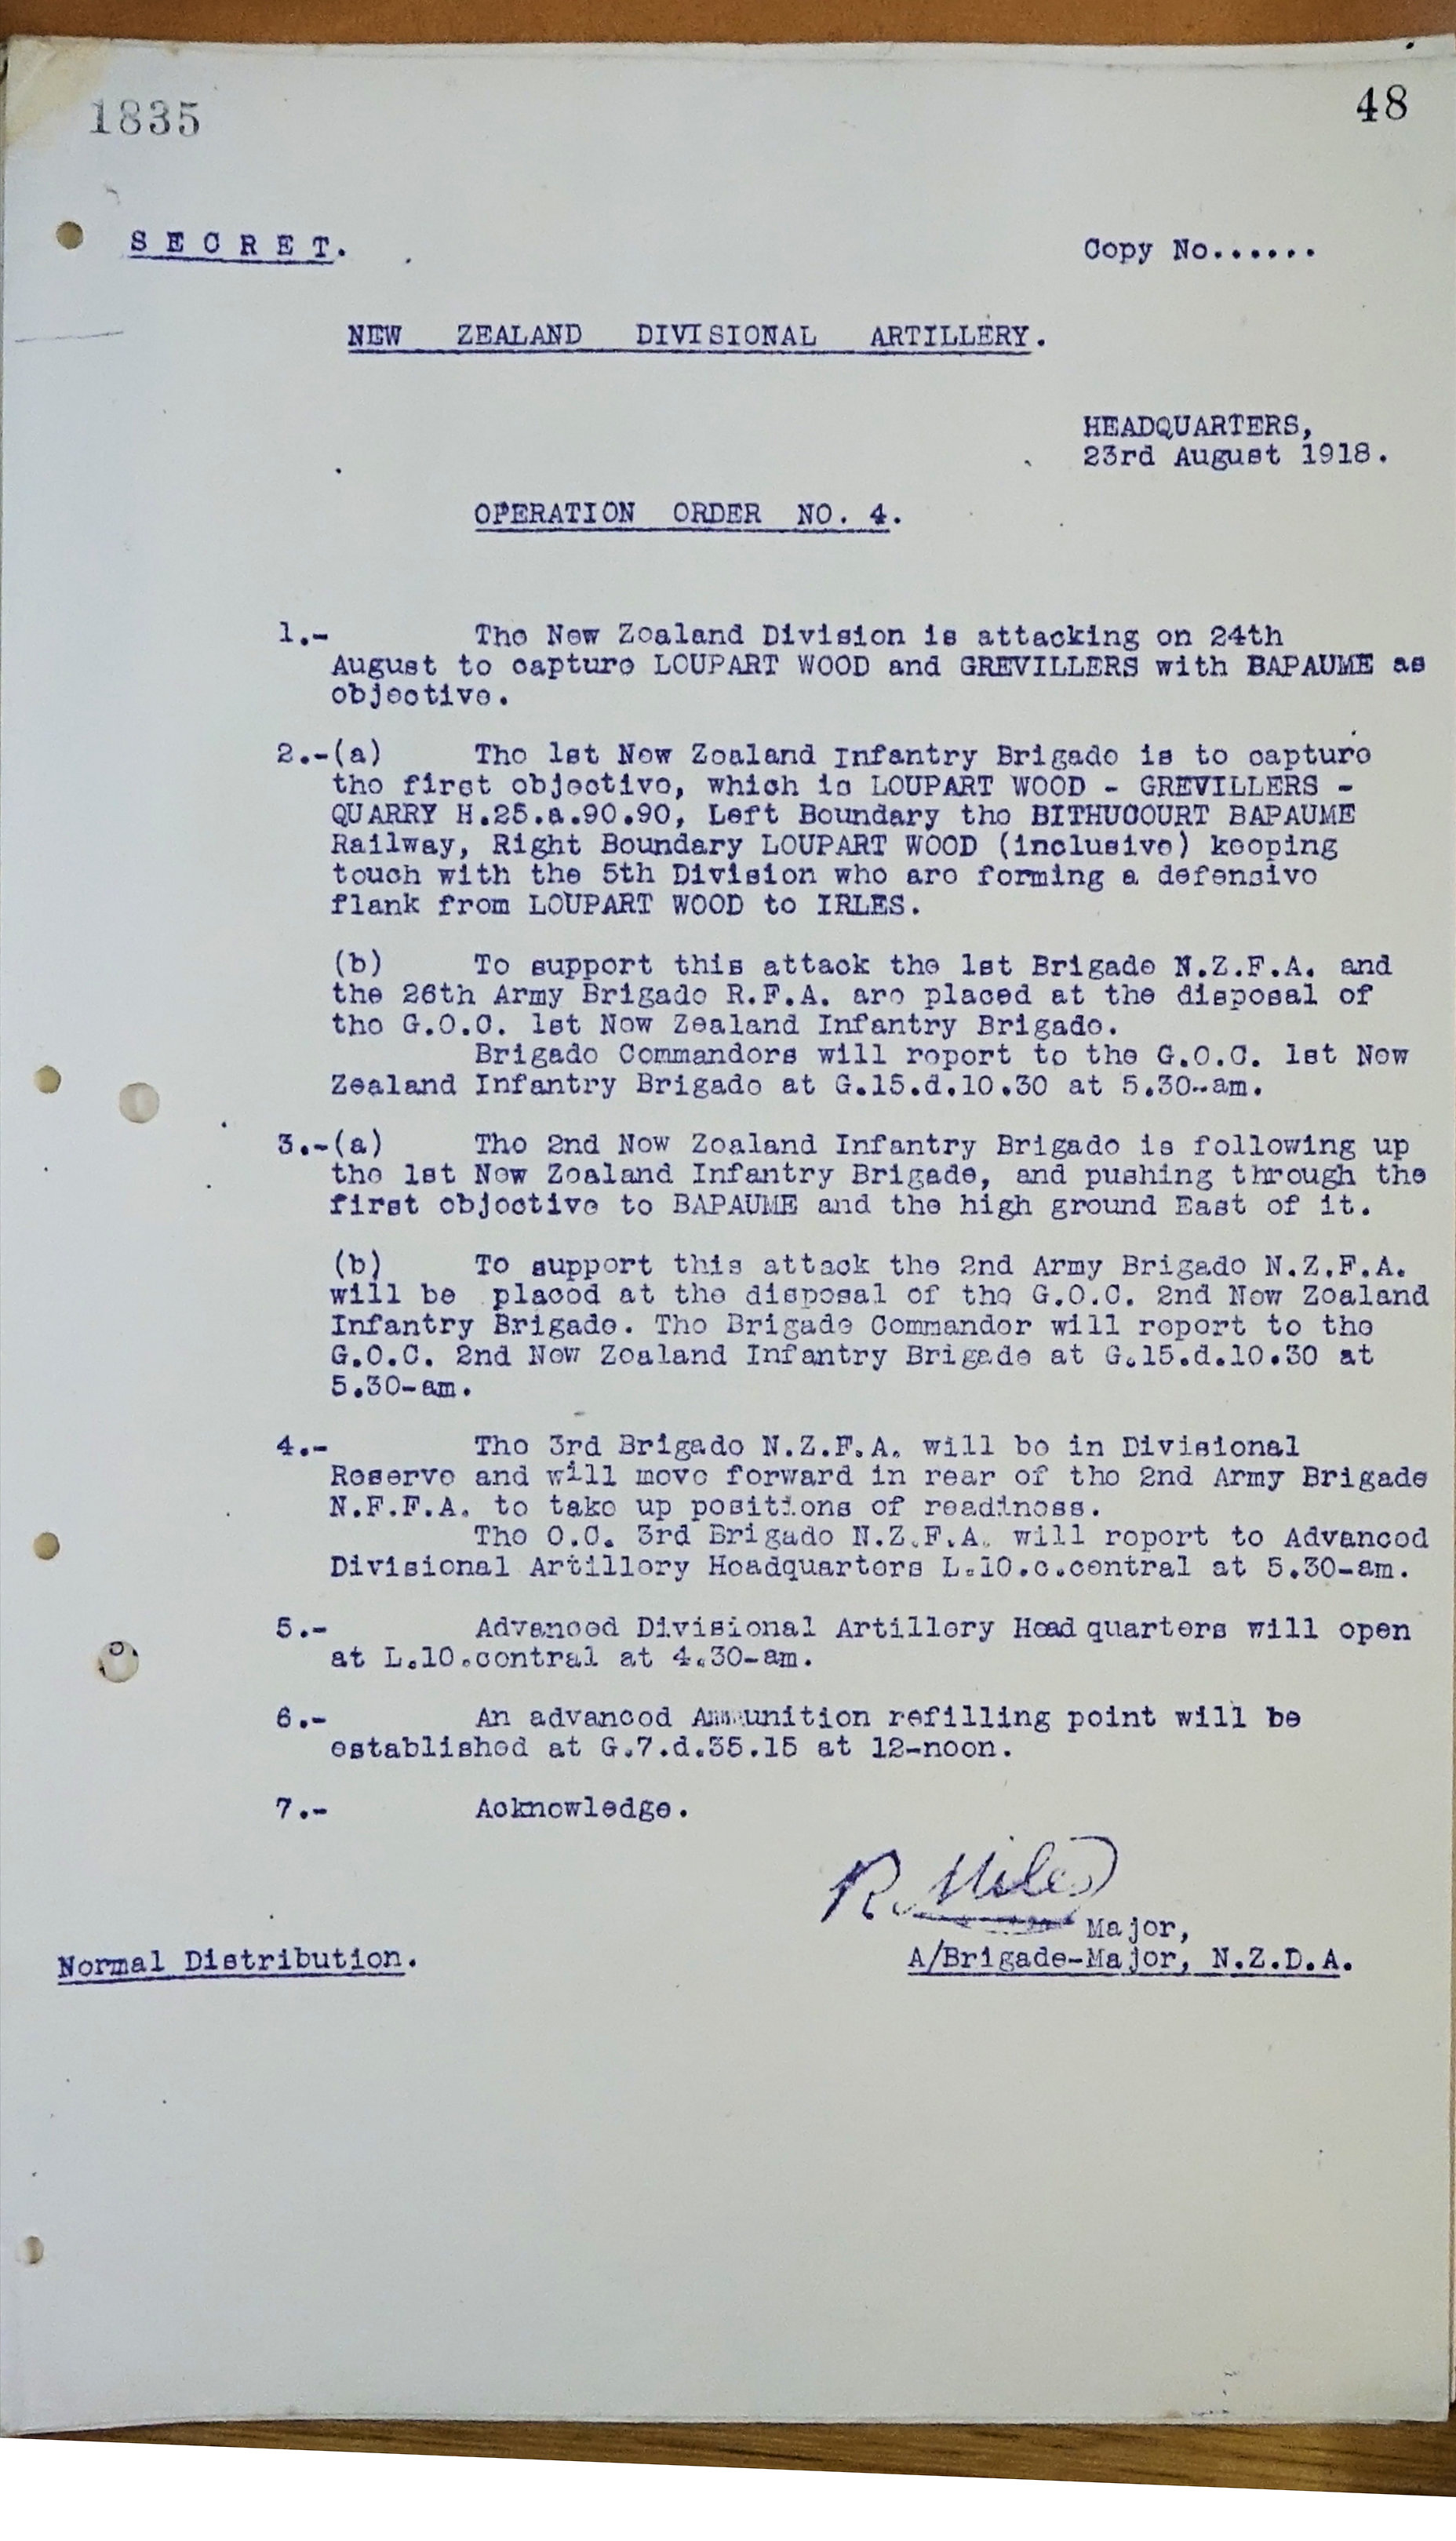 1835
48
SECRET.
Copy No......
NEW ZEALAND DIVISIONAL ARTILLERY.
HEADQUARTERS,
23rd August 1918.
OPERATION ORDER NO. 4.
1.- The New Zealand Division is attacking on 24th
August to capture LOUPART WOOD and GREVILLERS with BAPAUME as
objective.
2.-(a) The 1st New Zealand Infantry Brigade is to capture
the first objective, which is LOUPART WOOD - GREVILLERS -
QUARRY H.25.a.90.90, Left Boundary the BITHUCOURT BAPAUME
Railway, Right Boundary LOUPART WOOD (inclusive) keeping
touch with the 5th Division who are forming a defensive
flank from LOUPART WOOD to IRLES.
(b) To support this attack the 1st Brigade N.Z.F.A. and
the 26th Army Brigade R.F.A. are placed at the disposal of
the G.O.C. 1st New Zealand Infantry Brigade.
Brigade Commanders will report to the G.O.C. 1st New
Zealand Infantry Brigade at G.15.d.10.30 at 5.30-am.
3.-(a) The 2nd New Zealand Infantry Brigade is following up
the 1st New Zealand Infantry Brigade, and pushing through the
first objective to BAPAUME and the high ground East of it.
(b) To support this attack the 2nd Army Brigade N.Z.F.A.
will be placed at the disposal of the G.O.C. 2nd New Zealand
Infantry Brigade. The Brigade Commander will report to the
G.O.C. 2nd New Zealand Infantry Brigade at G.15.d.10.30 at
5.30-am.
4.- The 3rd Brigade N.Z.F.A. will be in Divisional
Reserve and will move forward in rear of the 2nd Army Brigade
N.F.F.A. to take up positions of readiness.
The O.C. 3rd Brigade N.Z.F.A. will report to Advanced
Divisional Artillery Headquarters L.10.c.central at 5.30-am.
5.- Advanced Divisional Artillery Head quarters will open
at L.10.central at 4.30-am.
6.- An advanced Ammunition refilling point will be
established at G.7.d.35.15 at 12-noon.
7.- Acknowledge.
R. Miles
Major,
Normal Distribution.
A/Brigade-Major, N.Z.D.A.